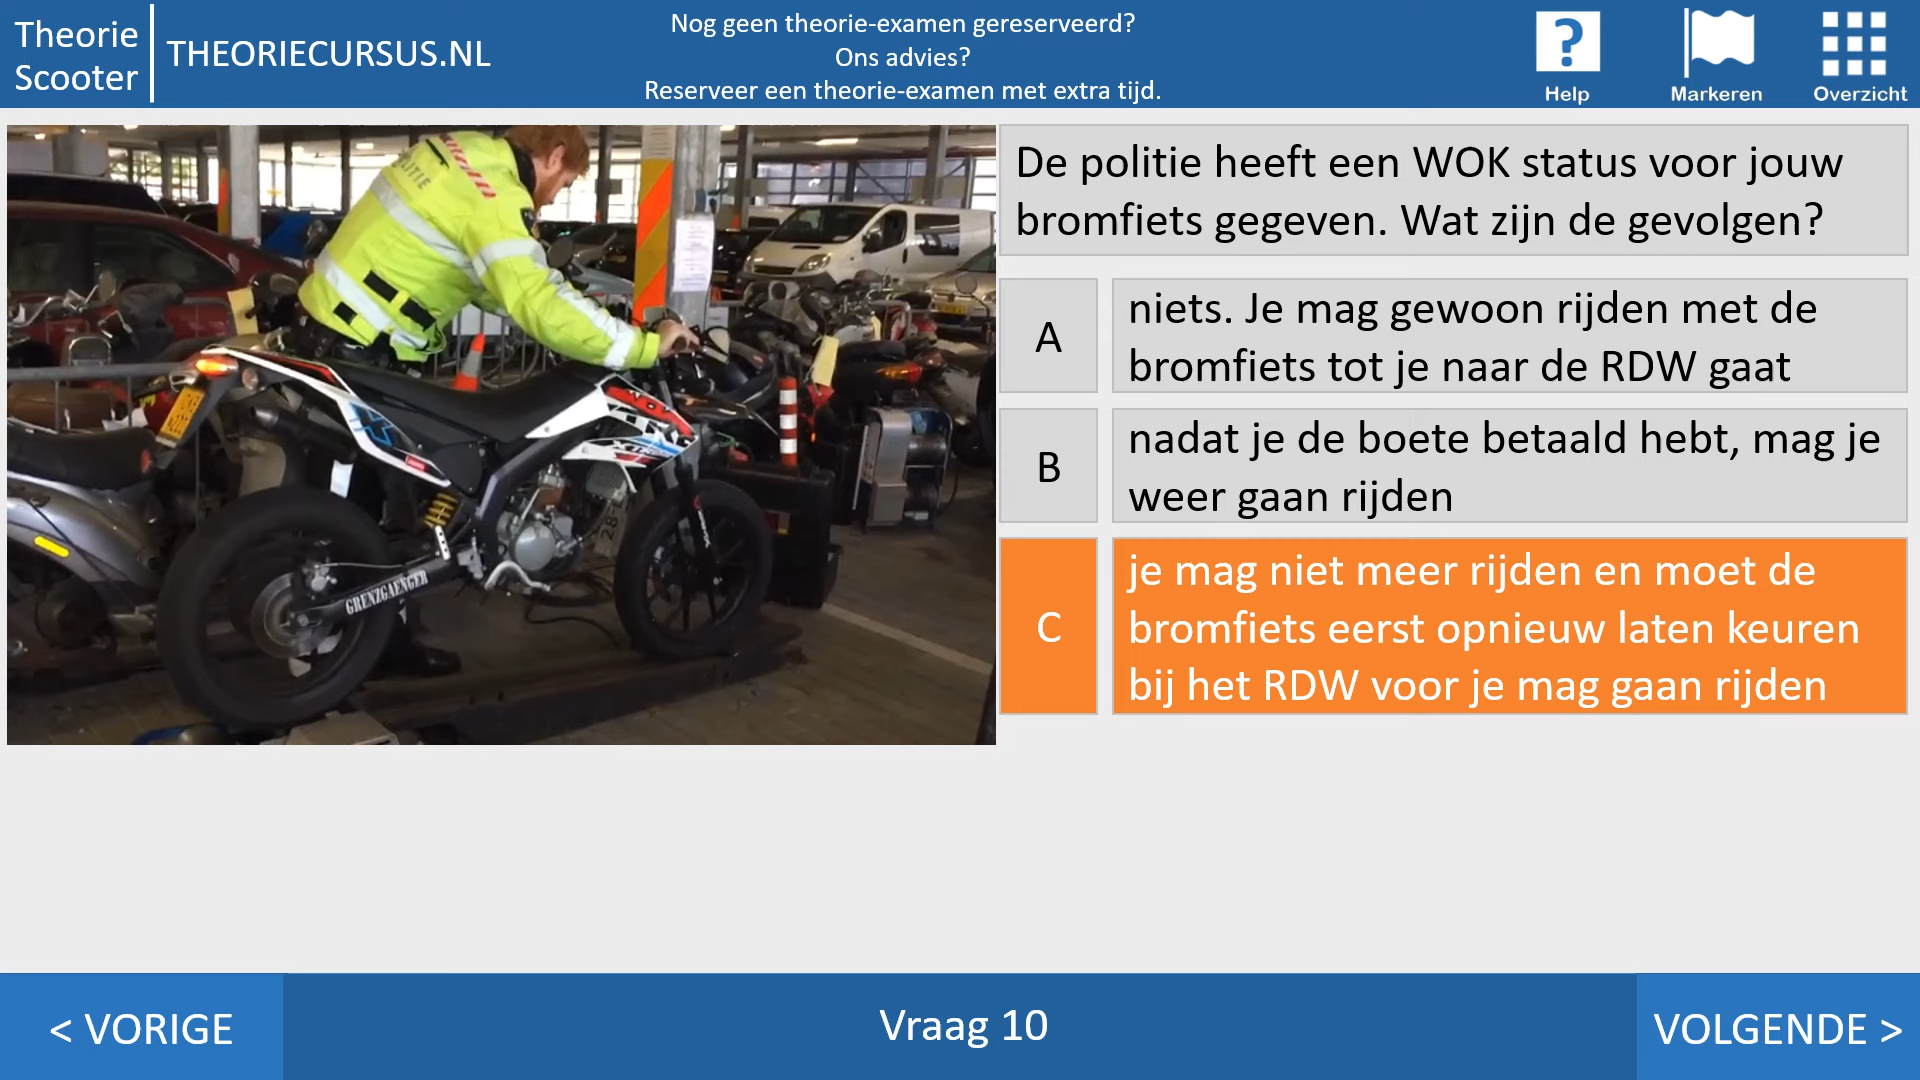 Theorie
Scooter
THEORIECURSUS.NL
Nog geen theorie-examen gereserveerd?
Ons advies?
Reserveer een theorie-examen met extra tijd.
?
Help
Markeren
Overzicht
De politie heeft een WOK status voor jouw
bromfiets gegeven. Wat zijn de gevolgen?
A
niets. Je mag gewoon rijden met de
bromfiets tot je naar de RDW gaat
B
nadat je de boete betaald hebt, mag je
weer gaan rijden
C
je mag niet meer rijden en moet de
bromfiets eerst opnieuw laten keuren
bij het RDW voor je mag gaan rijden
GRENZGAENGER
< VORIGE
Vraag 10
VOLGENDE >